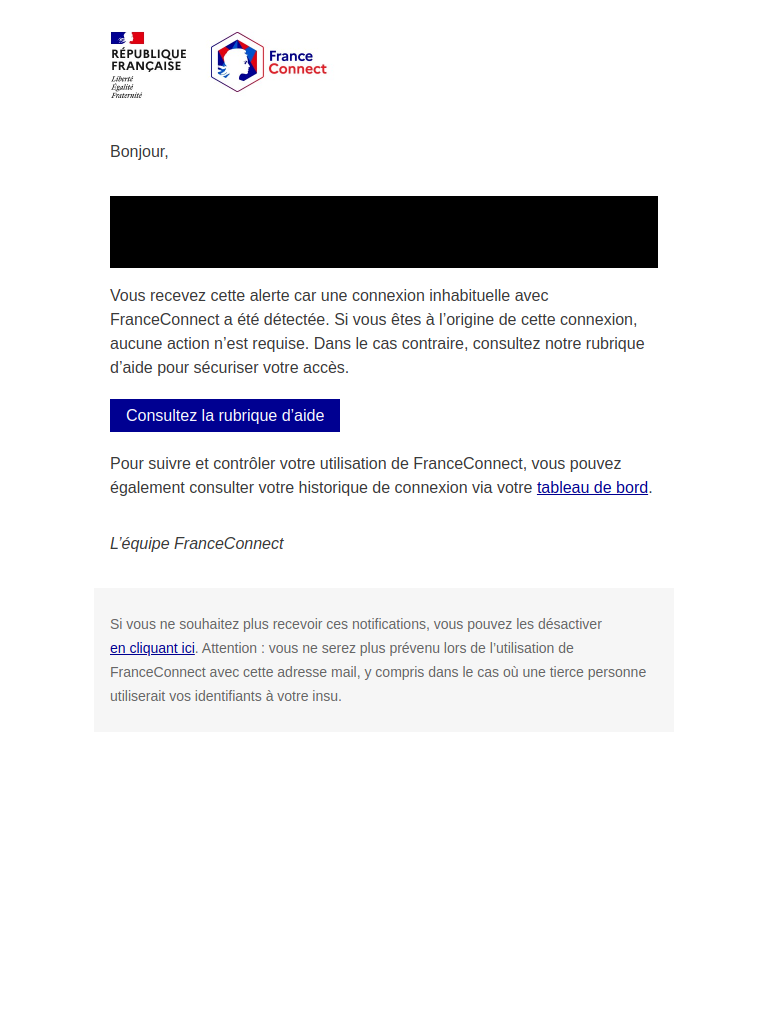 RÉPUBLIQUE
FRANÇAISE
Liberté
Égalité
Fraternité
France
Connect
Bonjour,
Vous recevez cette alerte car une connexion inhabituelle avec
FranceConnect a été détectée. Si vous êtes à l’origine de cette connexion,
aucune action n’est requise. Dans le cas contraire, consultez notre rubrique
d’aide pour sécuriser votre accès.
Consultez la rubrique d’aide
Pour suivre et contrôler votre utilisation de FranceConnect, vous pouvez
également consulter votre historique de connexion via votre tableau de bord.
L’équipe FranceConnect
Si vous ne souhaitez plus recevoir ces notifications, vous pouvez les désactiver
en cliquant ici. Attention : vous ne serez plus prévenu lors de l’utilisation de
FranceConnect avec cette adresse mail, y compris dans le cas où une tierce personne
utiliserait vos identifiants à votre insu.